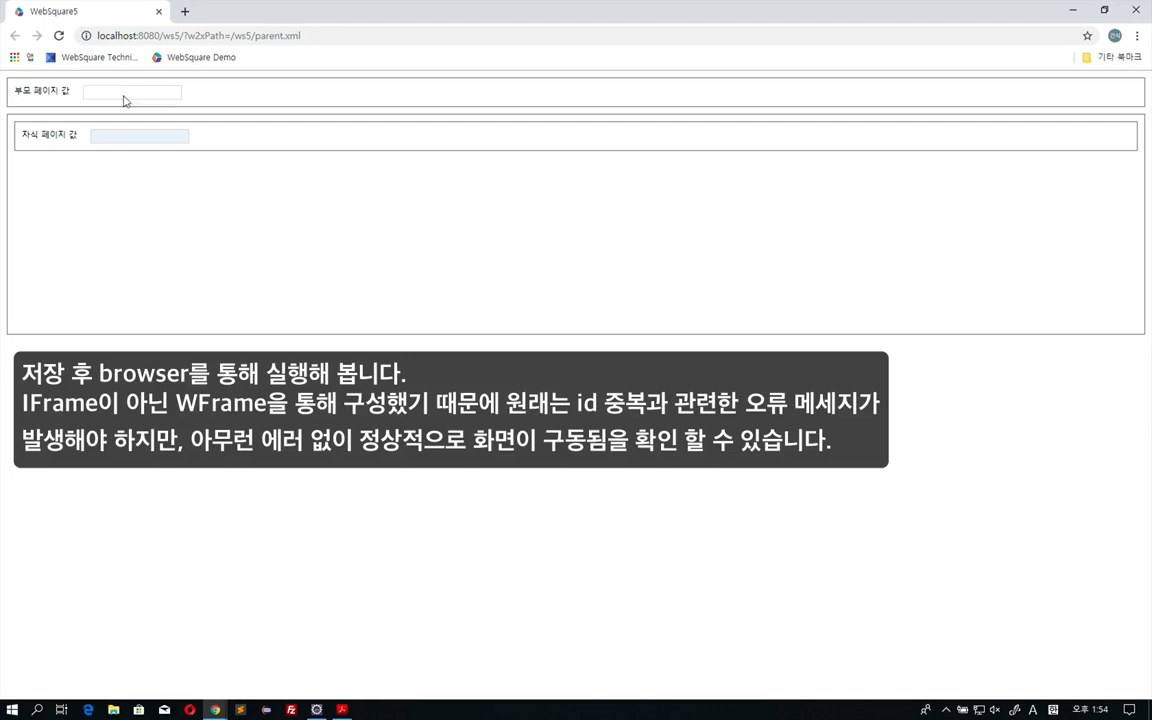 WebSquare5
localhost:8080/ws5/?w2xPath=/ws5/parent.xml
건식
앱
WebSquare Techni...
WebSquare Demo
기타 북마크
부모 페이지 값
자식 페이지 값
저장 후 browser를 통해 실행해 봅니다.
IFrame이 아닌 WFrame을 통해 구성했기 때문에 원래는 id 중복과 관련한 오류 메세지가
발생해야 하지만, 아무런 에러 없이 정상적으로 화면이 구동됨을 확인 할 수 있습니다.
A
한
오후 1:54